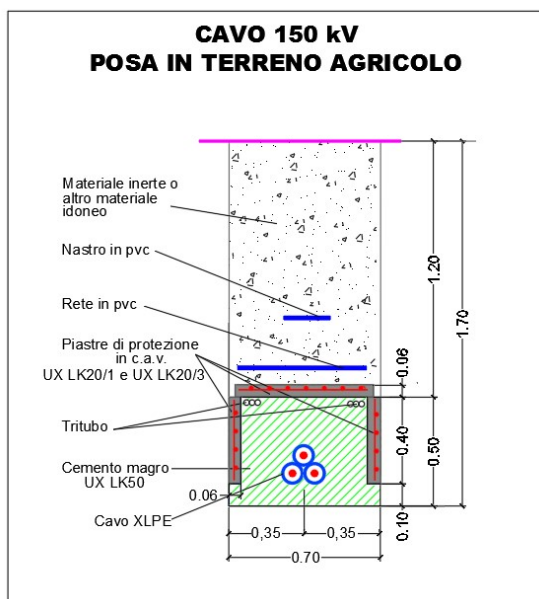 CAVO 150 kV
POSA IN TERRENO AGRICOLO
Materiale inerte o
altro materiale
idoneo
Nastro in pvc
Rete in pvc
Piastre di protezione
in c.a.v.
UX LK20/1 e UX LK20/3
Tritubo
Cemento magro
UX LK50
0.06
Cavo XLPE
0,35
0,35
0.70
1.20
1.70
0.06
0.40
0.50
0.10